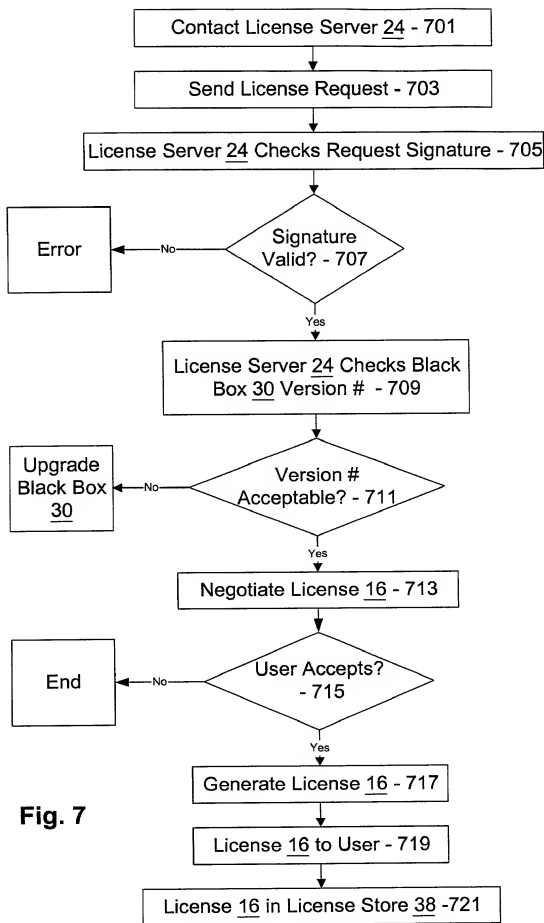 Contact License Server 24 - 701
Send License Request - 703
License Server 24 Checks Request Signature - 705
Signature
Valid? - 707
No
Error
Yes
License Server 24 Checks Black
Box 30 Version # - 709
Version #
Acceptable? - 711
No
Upgrade
Black Box
30
Yes
Negotiate License 16 - 713
User Accepts?
- 715
No
End
Yes
Generate License 16 - 717
Fig. 7
License 16 to User - 719
License 16 in License Store 38 -721